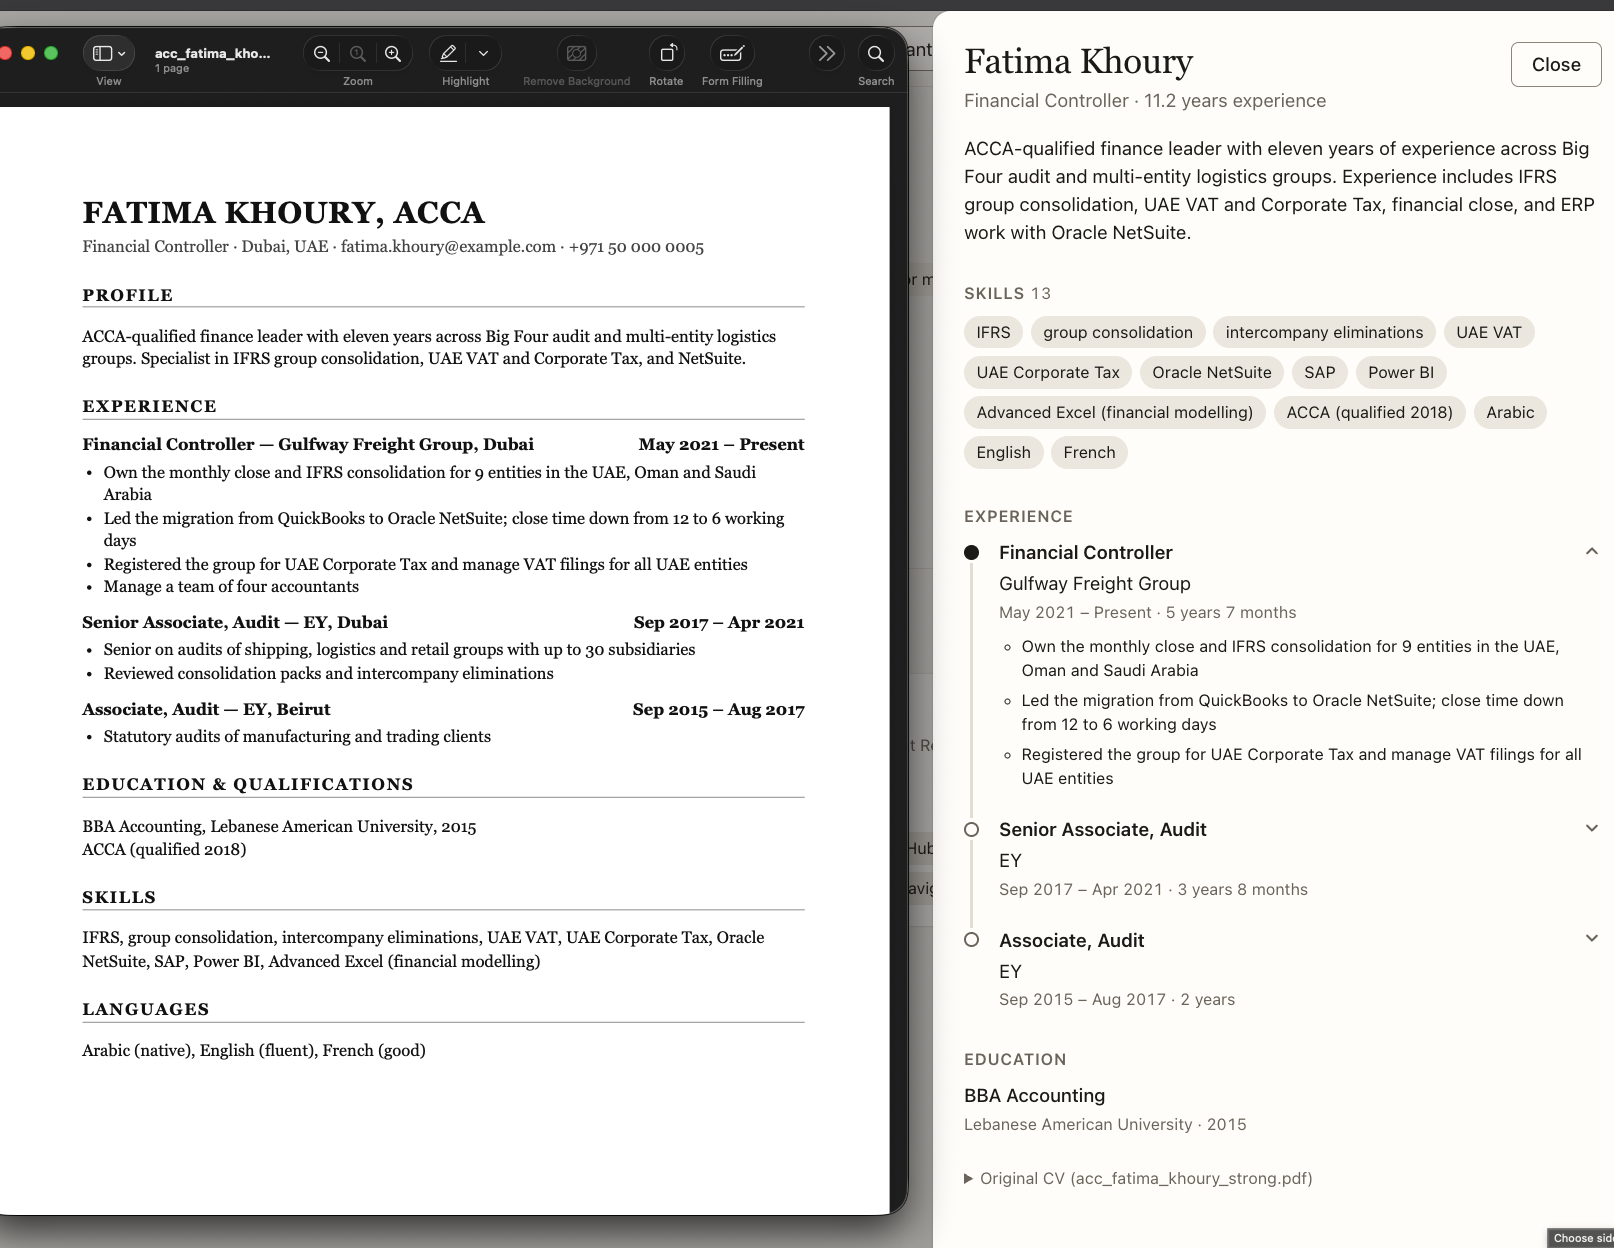 acc_fatima_kho...
1 page
View
Zoom
Highlight
Remove Background
Rotate
Form Filling
Search
FATIMA KHOURY, ACCA
Financial Controller · Dubai, UAE · fatima.khoury@example.com · +971 50 000 0005
PROFILE
ACCA-qualified finance leader with eleven years across Big Four audit and multi-entity logistics
groups. Specialist in IFRS group consolidation, UAE VAT and Corporate Tax, and NetSuite.
EXPERIENCE
Financial Controller — Gulfway Freight Group, Dubai May 2021 – Present
• Own the monthly close and IFRS consolidation for 9 entities in the UAE, Oman and Saudi
Arabia
• Led the migration from QuickBooks to Oracle NetSuite; close time down from 12 to 6 working
days
• Registered the group for UAE Corporate Tax and manage VAT filings for all UAE entities
• Manage a team of four accountants
Senior Associate, Audit — EY, Dubai Sep 2017 – Apr 2021
• Senior on audits of shipping, logistics and retail groups with up to 30 subsidiaries
• Reviewed consolidation packs and intercompany eliminations
Associate, Audit — EY, Beirut Sep 2015 – Aug 2017
• Statutory audits of manufacturing and trading clients
EDUCATION & QUALIFICATIONS
BBA Accounting, Lebanese American University, 2015
ACCA (qualified 2018)
SKILLS
IFRS, group consolidation, intercompany eliminations, UAE VAT, UAE Corporate Tax, Oracle
NetSuite, SAP, Power BI, Advanced Excel (financial modelling)
LANGUAGES
Arabic (native), English (fluent), French (good)
Fatima Khoury
Close
Financial Controller · 11.2 years experience
ACCA-qualified finance leader with eleven years of experience across Big
Four audit and multi-entity logistics groups. Experience includes IFRS
group consolidation, UAE VAT and Corporate Tax, financial close, and ERP
work with Oracle NetSuite.
SKILLS 13
IFRS group consolidation intercompany eliminations UAE VAT
UAE Corporate Tax Oracle NetSuite SAP Power BI
Advanced Excel (financial modelling) ACCA (qualified 2018) Arabic
English French
EXPERIENCE
Financial Controller
Gulfway Freight Group
May 2021 – Present · 5 years 7 months
Own the monthly close and IFRS consolidation for 9 entities in the UAE,
Oman and Saudi Arabia
Led the migration from QuickBooks to Oracle NetSuite; close time down
from 12 to 6 working days
Registered the group for UAE Corporate Tax and manage VAT filings for all
UAE entities
Senior Associate, Audit
EY
Sep 2017 – Apr 2021 · 3 years 8 months
Associate, Audit
EY
Sep 2015 – Aug 2017 · 2 years
EDUCATION
BBA Accounting
Lebanese American University · 2015
Original CV (acc_fatima_khoury_strong.pdf)